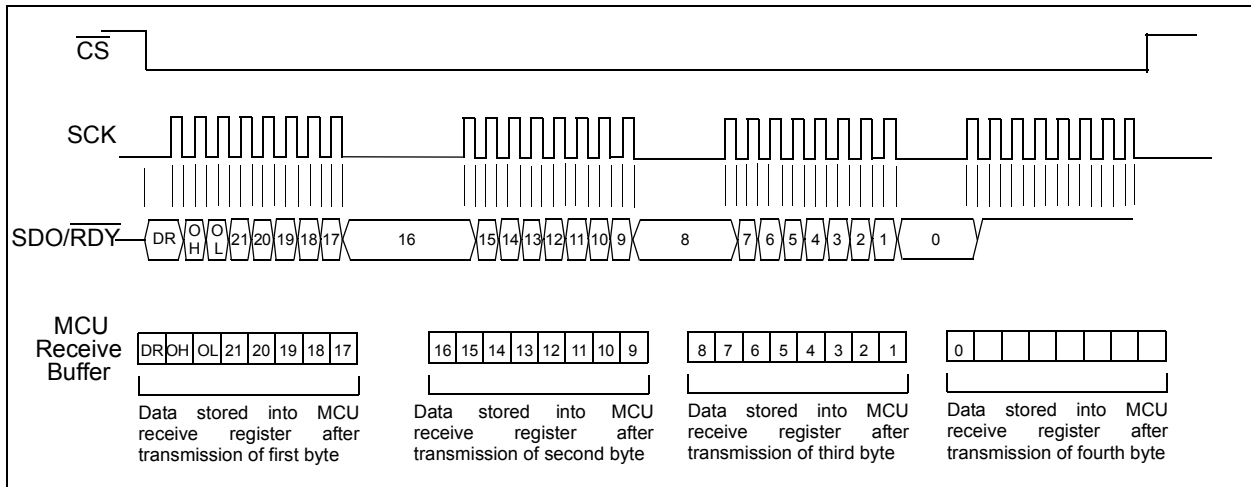 CS
SCK
SDO/RDY
DR OH OL 21 20 19 18 17 16 15 14 13 12 11 10 9 8 7 6 5 4 3 2 1 0
MCU
Receive
Buffer
DR OH OL 21 20 19 18 17
16 15 14 13 12 11 10 9
8 7 6 5 4 3 2 1
0
Data stored into MCU
receive register after
transmission of first byte
Data stored into MCU
receive register after
transmission of second byte
Data stored into MCU
receive register after
transmission of third byte
Data stored into MCU
receive register after
transmission of fourth byte